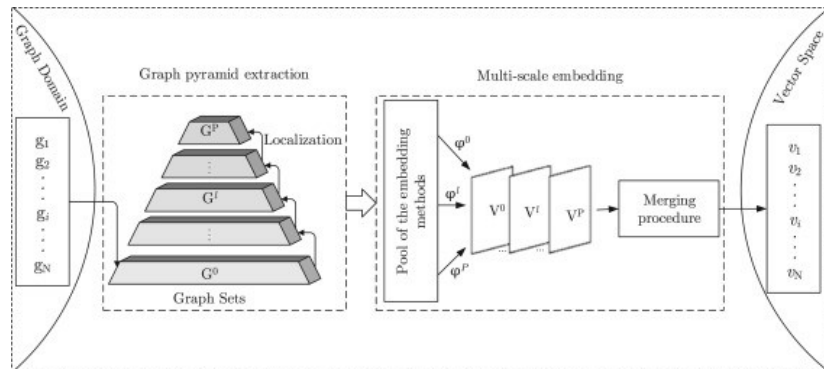 Graph Domain
g1
g2
gi
gN
Graph pyramid extraction
G^P
Localization
⋮
G^ℓ
⋮
G^0
Graph Sets
Multi-scale embedding
Pool of the embedding
methods
φ^0
φ^ℓ
φ^P
V^0
V^ℓ
V^P
... ...
Merging
procedure
Vector Space
v1
v2
vi
vN